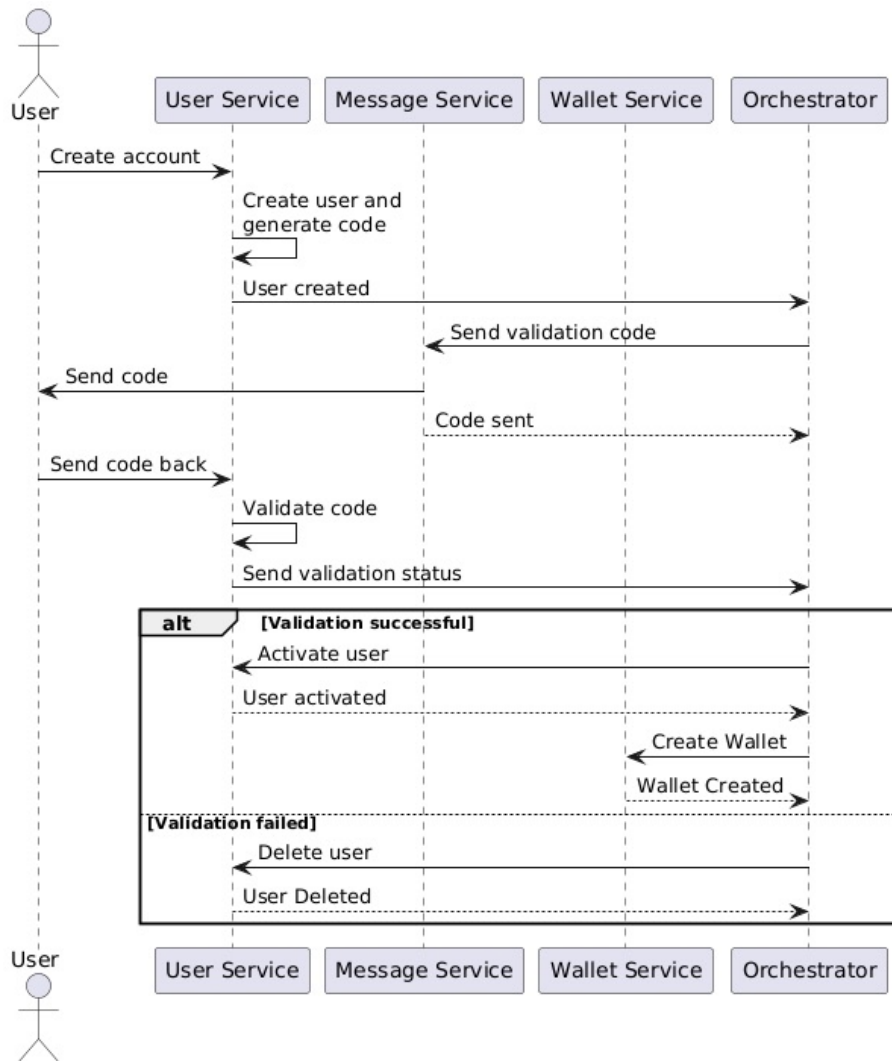 User
User Service
Message Service
Wallet Service
Orchestrator
Create account
Create user and
generate code
User created
Send validation code
Send code
Code sent
Send code back
Validate code
Send validation status
alt
[Validation successful]
Activate user
User activated
Create Wallet
Wallet Created
[Validation failed]
Delete user
User Deleted
User
User Service
Message Service
Wallet Service
Orchestrator